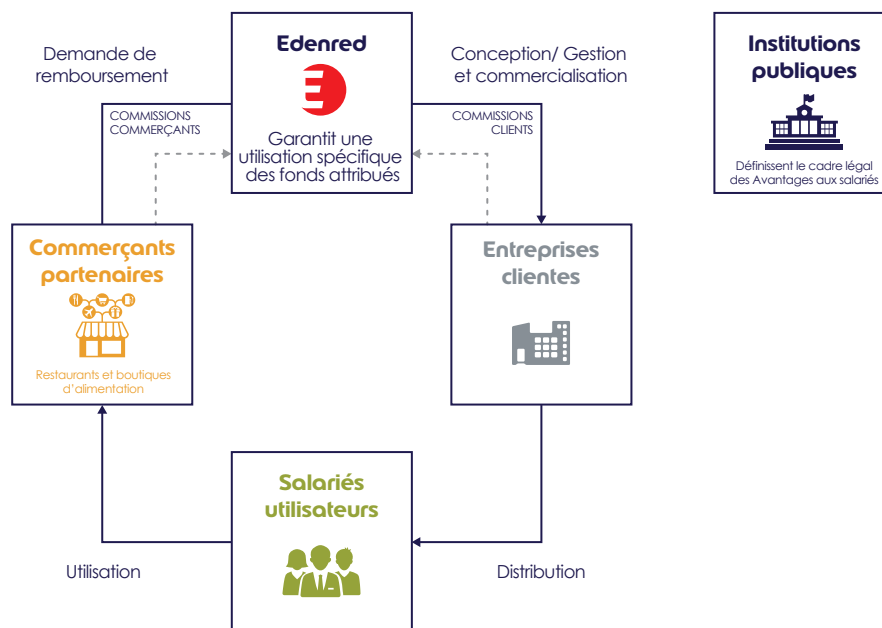 Demande de
remboursement
Edenred
Garantit une
utilisation spécifique
des fonds attribués
Conception/ Gestion
et commercialisation
Institutions
publiques
Définissent le cadre légal
des Avantages aux salariés
COMMISSIONS
COMMERÇANTS
COMMISSIONS
CLIENTS
Commerçants
partenaires
Restaurants et boutiques
d'alimentation
Entreprises
clientes
Salariés
utilisateurs
Utilisation
Distribution